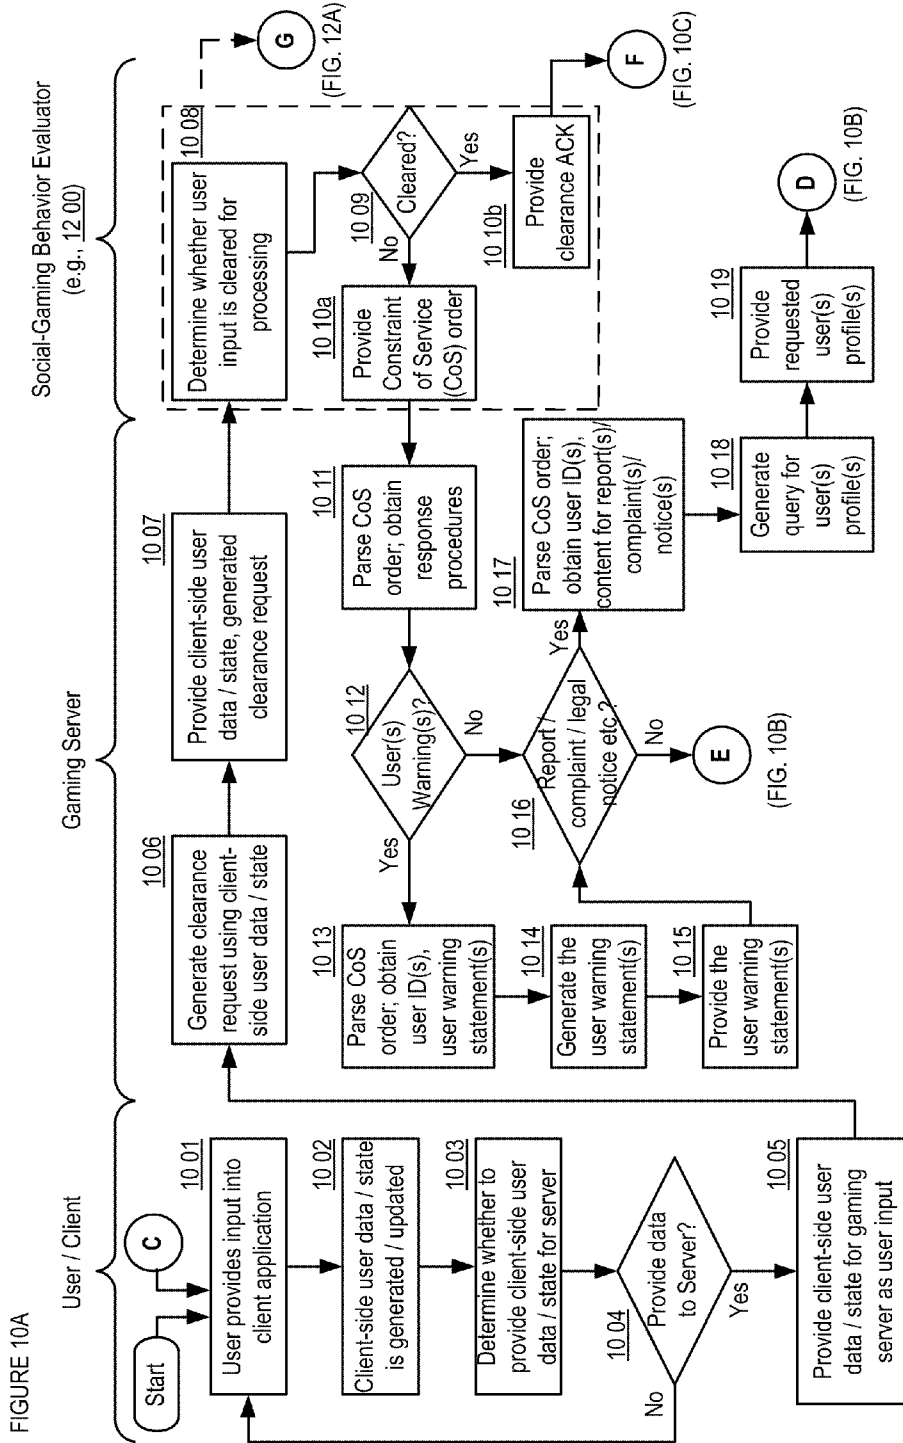 FIGURE 10A
User / Client
Gaming Server
Social-Gaming Behavior Evaluator
(e.g., 12 00)
Start
C
10 01
User provides input into
client application
10 02
Client-side user data / state
is generated / updated
10 03
Determine whether to
provide client-side user
data / state for server
10 04
Provide data
to Server?
No
Yes
10 05
Provide client-side user
data / state for gaming
server as user input
10 06
Generate clearance
request using client-
side user data / state
10 07
Provide client-side user
data / state, generated
clearance request
10 08
Determine whether user
input is cleared for
processing
G
(FIG. 12A)
10 09
Cleared?
No
Yes
10 10a
Provide
Constraint
of Service
(CoS) order
10 10b
Provide
clearance ACK
F
(FIG. 10C)
10 11
Parse CoS
order; obtain
response
procedures
10 12
User(s)
Warning(s)?
Yes
No
10 13
Parse CoS
order; obtain
user ID(s),
user warning
statement(s)
10 14
Generate the
user warning
statement(s)
10 15
Provide the
user warning
statement(s)
10 16
Report /
complaint / legal
notice etc.?
Yes
No
E
(FIG. 10B)
10 17
Parse CoS order;
obtain user ID(s),
content for report(s)/
complaint(s)/
notice(s)
10 18
Generate
query for
user(s)
profile(s)
10 19
Provide
requested
user(s)
profile(s)
D
(FIG. 10B)